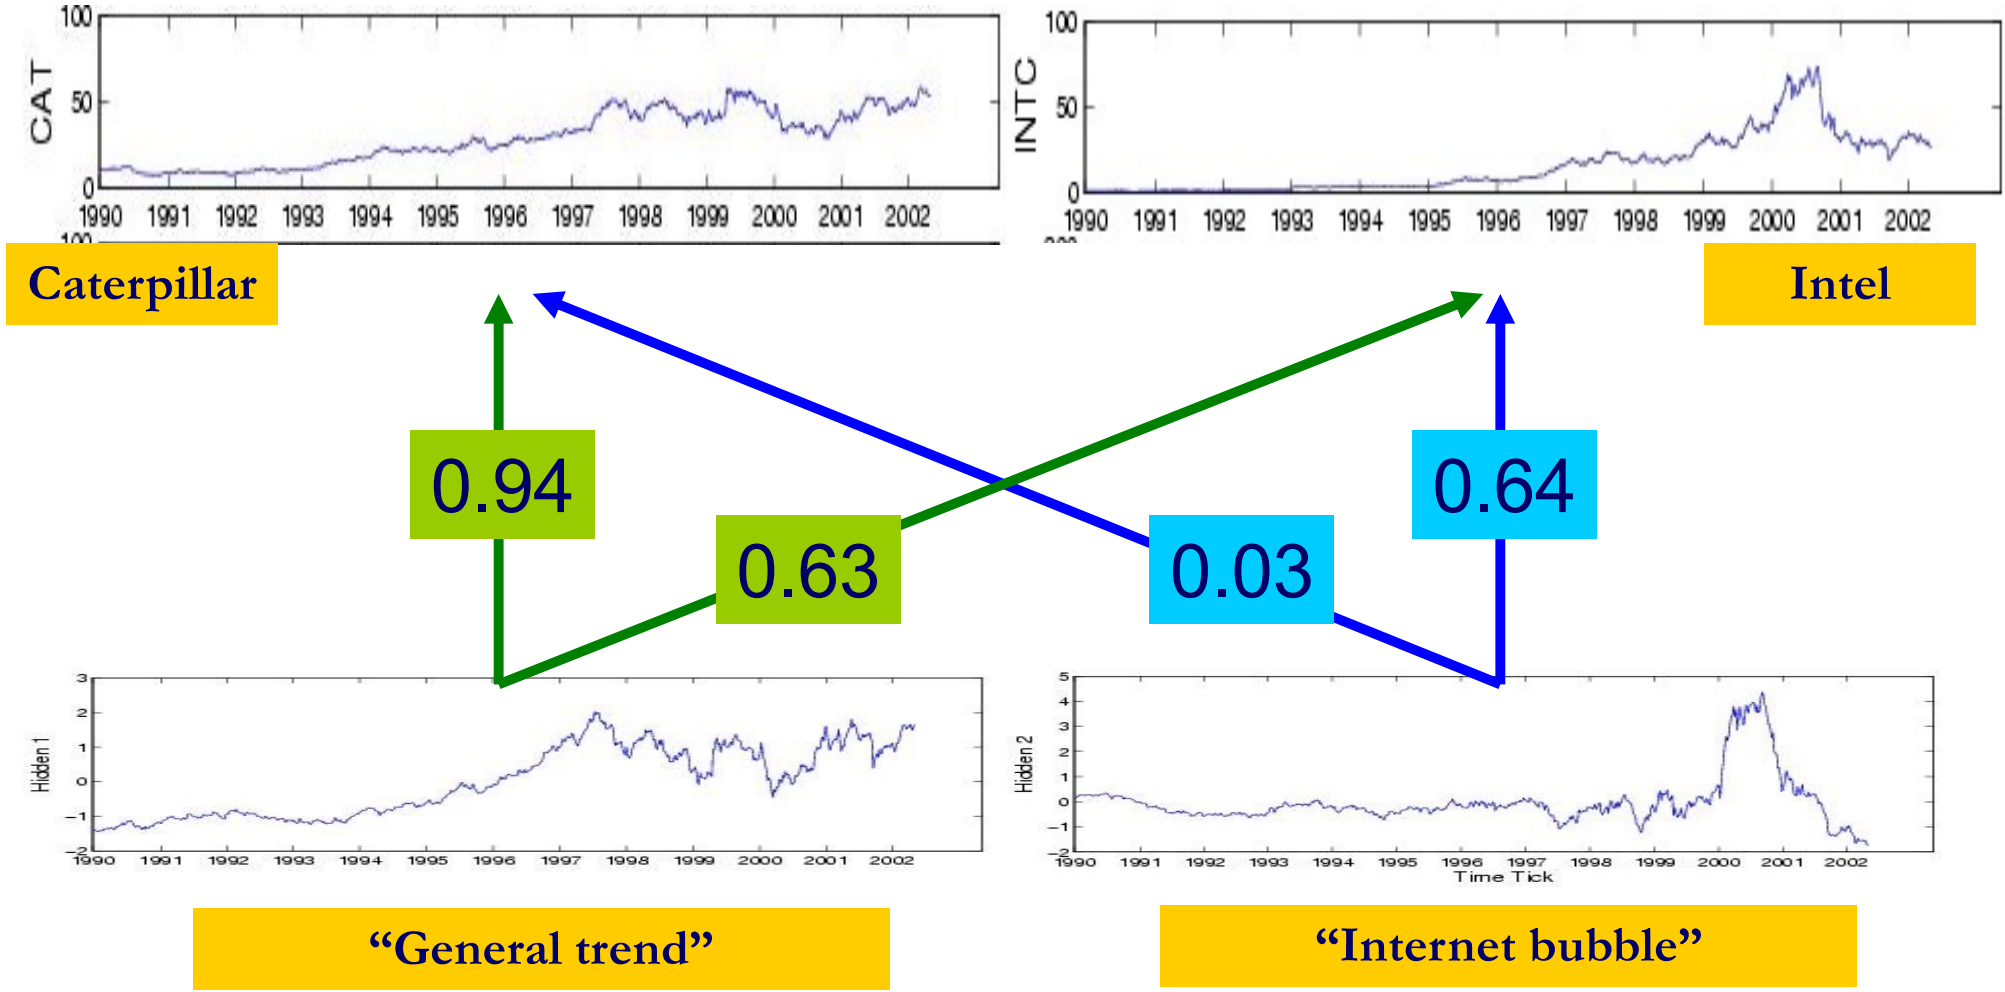 100
50
0
CAT
1990 1991 1992 1993 1994 1995 1996 1997 1998 1999 2000 2001 2002
100
50
0
INTC
1990 1991 1992 1993 1994 1995 1996 1997 1998 1999 2000 2001 2002
Caterpillar
Intel
0.94
0.64
0.63
0.03
3
2
1
0
−1
−2
Hidden 1
1990 1991 1992 1993 1994 1995 1996 1997 1998 1999 2000 2001 2002
5
4
3
2
1
0
−1
−2
Hidden 2
1990 1991 1992 1993 1994 1995 1996 1997 1998 1999 2000 2001 2002
Time Tick
“General trend”
“Internet bubble”